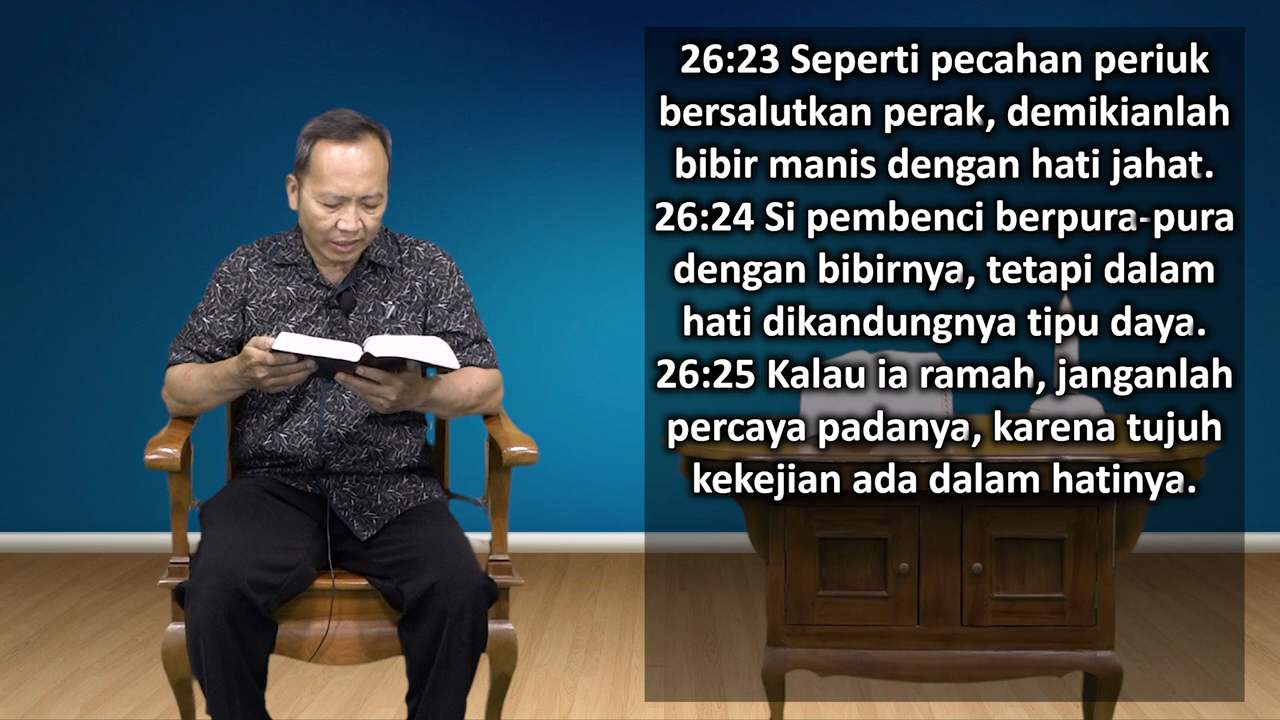 26:23 Seperti pecahan periuk
bersalutkan perak, demikianlah
bibir manis dengan hati jahat.
26:24 Si pembenci berpura-pura
dengan bibirnya, tetapi dalam
hati dikandungnya tipu daya.
26:25 Kalau ia ramah, janganlah
percaya padanya, karena tujuh
kekejian ada dalam hatinya.